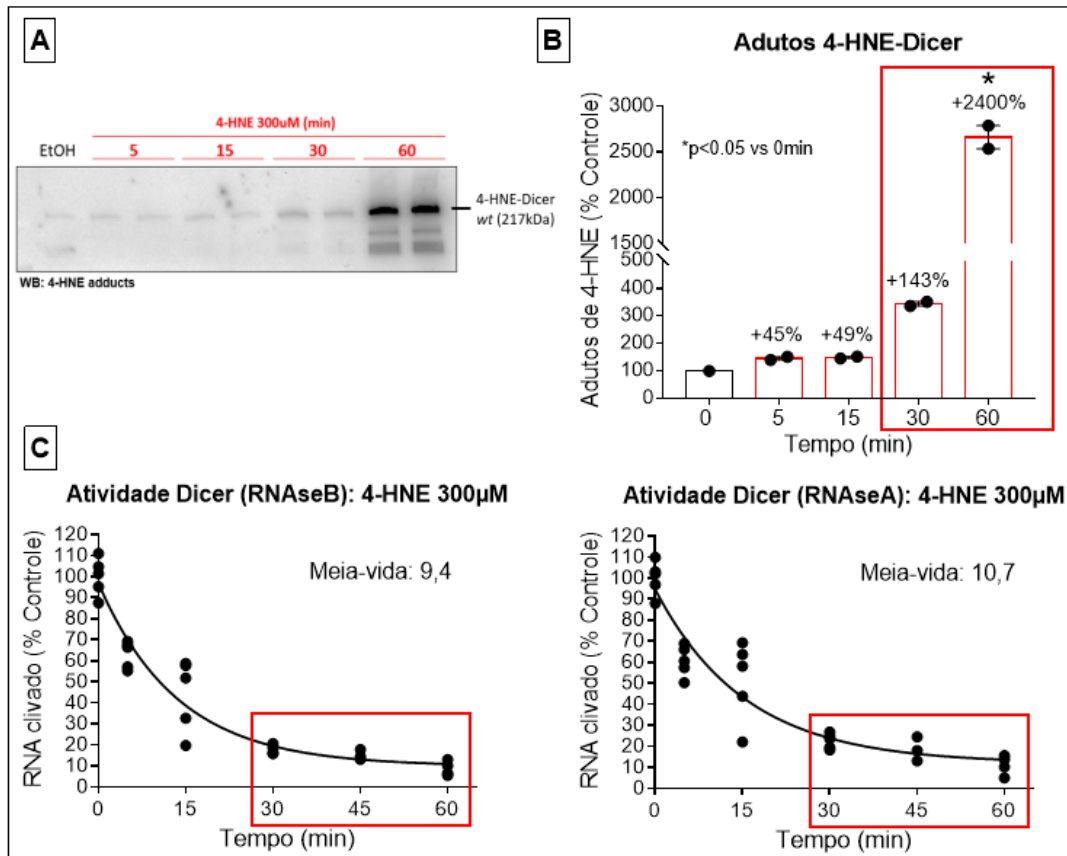 A
4-HNE 300uM (min)
EtOH 5 15 30 60
4-HNE-Dicer
wt (217kDa)
WB: 4-HNE adducts
B
Adutos 4-HNE-Dicer
Adutos de 4-HNE (% Controle)
3000
2500
2000
1500
500
400
300
200
100
0
*p<0.05 vs 0min
+45%
+49%
+143%
*
+2400%
0 5 15 30 60
Tempo (min)
C
Atividade Dicer (RNAseB): 4-HNE 300µM
RNA clivado (% Controle)
120
110
100
90
80
70
60
50
40
30
20
10
0
Meia-vida: 9,4
0 15 30 45 60
Tempo (min)
Atividade Dicer (RNAseA): 4-HNE 300µM
RNA clivado (% Controle)
120
110
100
90
80
70
60
50
40
30
20
10
0
Meia-vida: 10,7
0 15 30 45 60
Tempo (min)